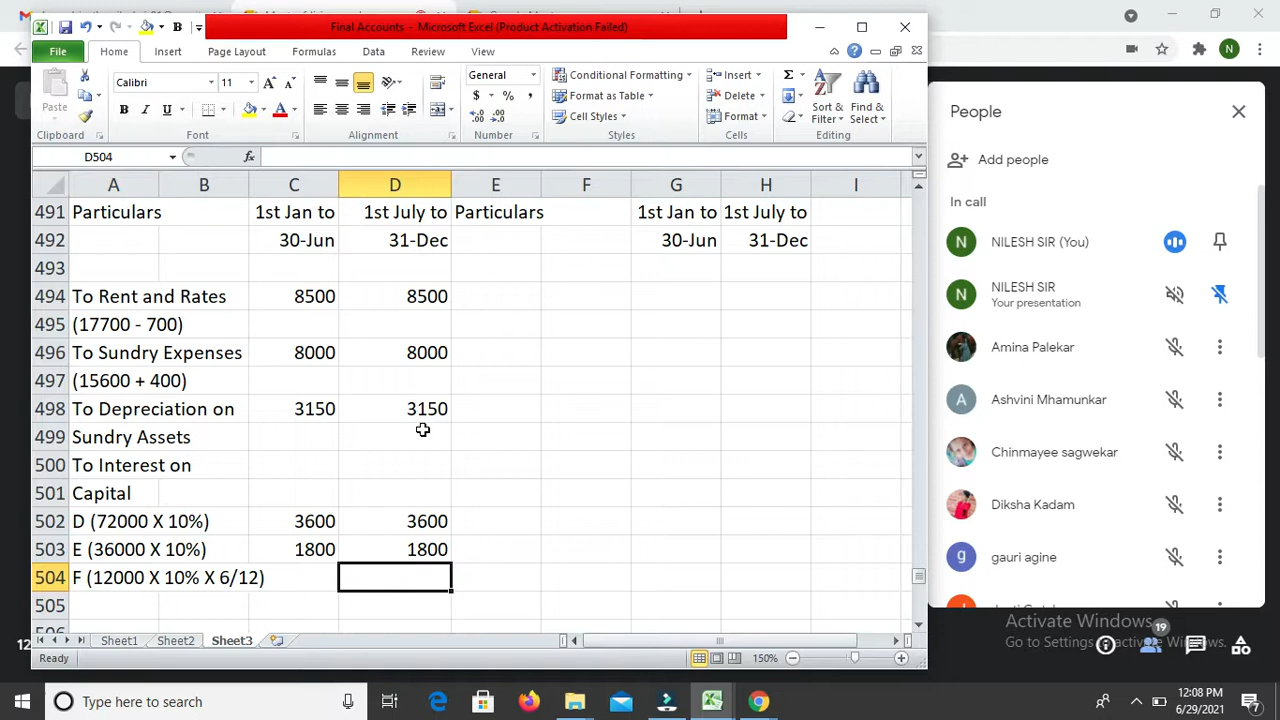 Final Accounts - Microsoft Excel (Product Activation Failed)
File Home Insert Page Layout Formulas Data Review View
Paste
Calibri 11
B I U
General
$ % ,
Conditional Formatting
Format as Table
Cell Styles
Insert
Delete
Format
Sort & Filter
Find & Select
Clipboard Font Alignment Number Styles Cells Editing
D504 fx
A B C D E F G H I
491 Particulars 1st Jan to 1st July to Particulars 1st Jan to 1st July to
492 30-Jun 31-Dec 30-Jun 31-Dec
493
494 To Rent and Rates 8500 8500
495 (17700 - 700)
496 To Sundry Expenses 8000 8000
497 (15600 + 400)
498 To Depreciation on 3150 3150
499 Sundry Assets
500 To Interest on
501 Capital
502 D (72000 X 10%) 3600 3600
503 E (36000 X 10%) 1800 1800
504 F (12000 X 10% X 6/12)
505
506
Sheet1 Sheet2 Sheet3
Ready 150%
N
People
Add people
In call
N NILESH SIR (You)
N NILESH SIR
Your presentation
Amina Palekar
A Ashvini Mhamunkar
Chinmayee sagwekar
Diksha Kadam
g gauri agine
Activate Windows
Go to Settings to activate Windows.
19
12
Type here to search
12:08 PM
6/29/2021
7